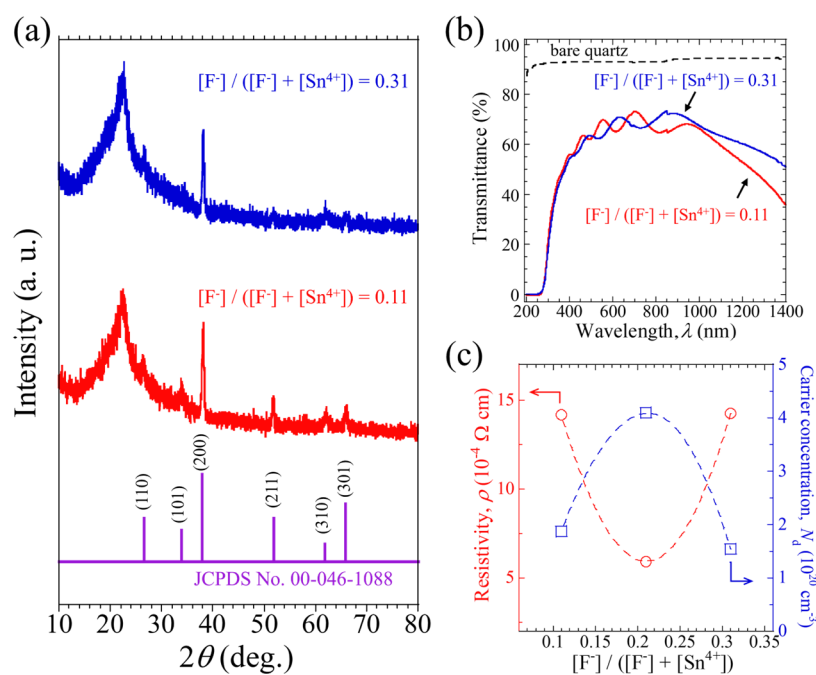 (a)
[F-] / ([F-] + [Sn4+]) = 0.31
[F-] / ([F-] + [Sn4+]) = 0.11
Intensity (a. u.)
(110)
(101)
(200)
(211)
(310)
(301)
JCPDS No. 00-046-1088
10 20 30 40 50 60 70 80
2θ (deg.)
(b)
100
80
60
40
20
0
Transmittance (%)
bare quartz
[F-] / ([F-] + [Sn4+]) = 0.31
[F-] / ([F-] + [Sn4+]) = 0.11
200 400 600 800 1000 1200 1400
Wavelength, λ (nm)
(c)
15
10
5
Resistivity, ρ (10-4 Ω cm)
5
4
3
2
1
0
Carrier concentration, Nd (1020 cm-3)
0.1 0.15 0.2 0.25 0.3 0.35
[F-] / ([F-] + [Sn4+])